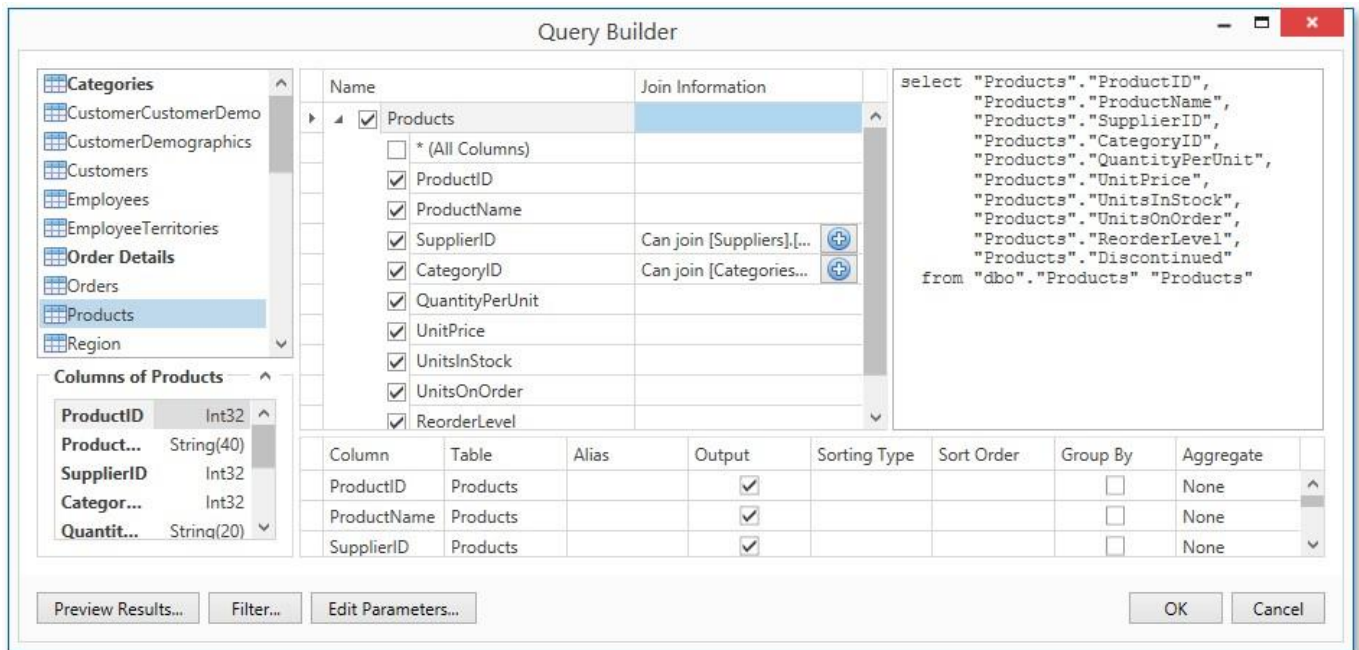 Query Builder
Categories
CustomerCustomerDemo
CustomerDemographics
Customers
Employees
EmployeeTerritories
Order Details
Orders
Products
Region
Columns of Products
ProductID Int32
Product... String(40)
SupplierID Int32
Categor... Int32
Quantit... String(20)
Name Join Information
Products
* (All Columns)
ProductID
ProductName
SupplierID Can join [Suppliers].[...
CategoryID Can join [Categories...
QuantityPerUnit
UnitPrice
UnitsInStock
UnitsOnOrder
ReorderLevel
select "Products"."ProductID",
"Products"."ProductName",
"Products"."SupplierID",
"Products"."CategoryID",
"Products"."QuantityPerUnit",
"Products"."UnitPrice",
"Products"."UnitsInStock",
"Products"."UnitsOnOrder",
"Products"."ReorderLevel",
"Products"."Discontinued"
from "dbo"."Products" "Products"
Column Table Alias Output Sorting Type Sort Order Group By Aggregate
ProductID Products None
ProductName Products None
SupplierID Products None
Preview Results... Filter... Edit Parameters... OK Cancel